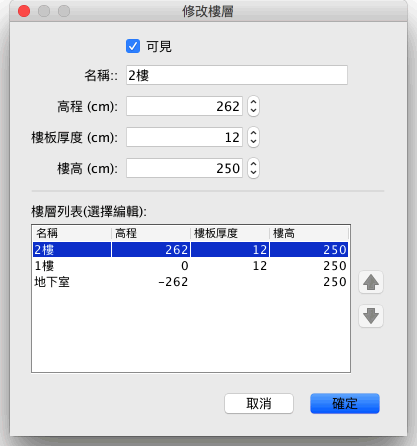 修改樓層
可見
名稱:: 2樓
高程 (cm): 262
樓板厚度 (cm): 12
樓高 (cm): 250
樓層列表(選擇編輯):
名稱 高程 樓板厚度 樓高
2樓 262 12 250
1樓 0 12 250
地下室 -262 250
取消 確定